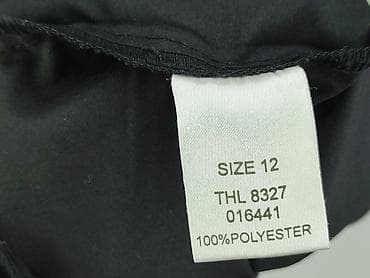 SIZE 12
THL 8327
016441
100%POLYESTER